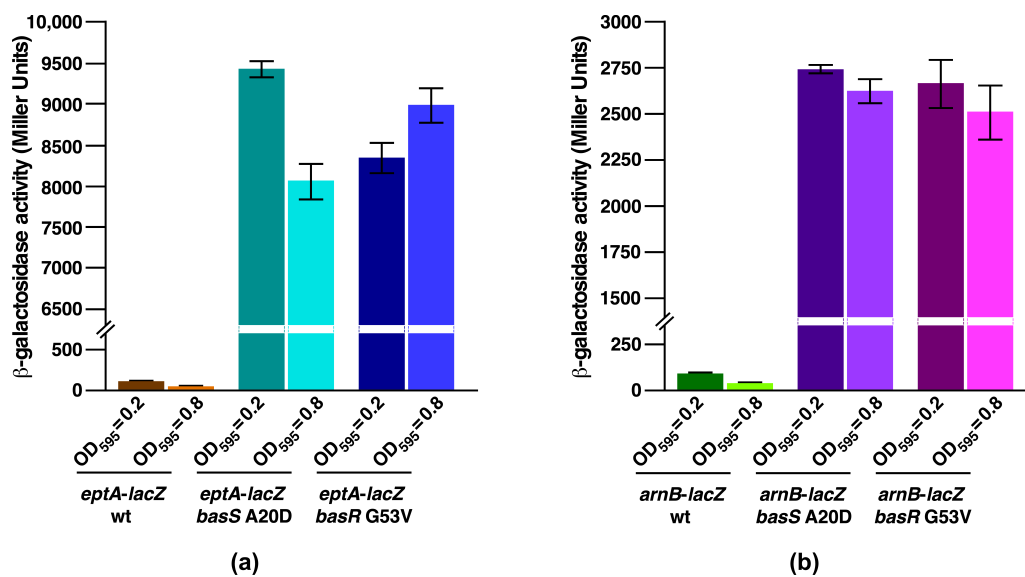 β-galactosidase activity (Miller Units)
10,000
9500
9000
8500
8000
7500
7000
6500
500
0
OD595=0.2
OD595=0.8
OD595=0.2
OD595=0.8
OD595=0.2
OD595=0.8
eptA-lacZ
wt
eptA-lacZ
basS A20D
eptA-lacZ
basR G53V
(a)
β-galactosidase activity (Miller Units)
3000
2750
2500
2250
2000
1750
1500
250
0
OD595=0.2
OD595=0.8
OD595=0.2
OD595=0.8
OD595=0.2
OD595=0.8
arnB-lacZ
wt
arnB-lacZ
basS A20D
arnB-lacZ
basR G53V
(b)